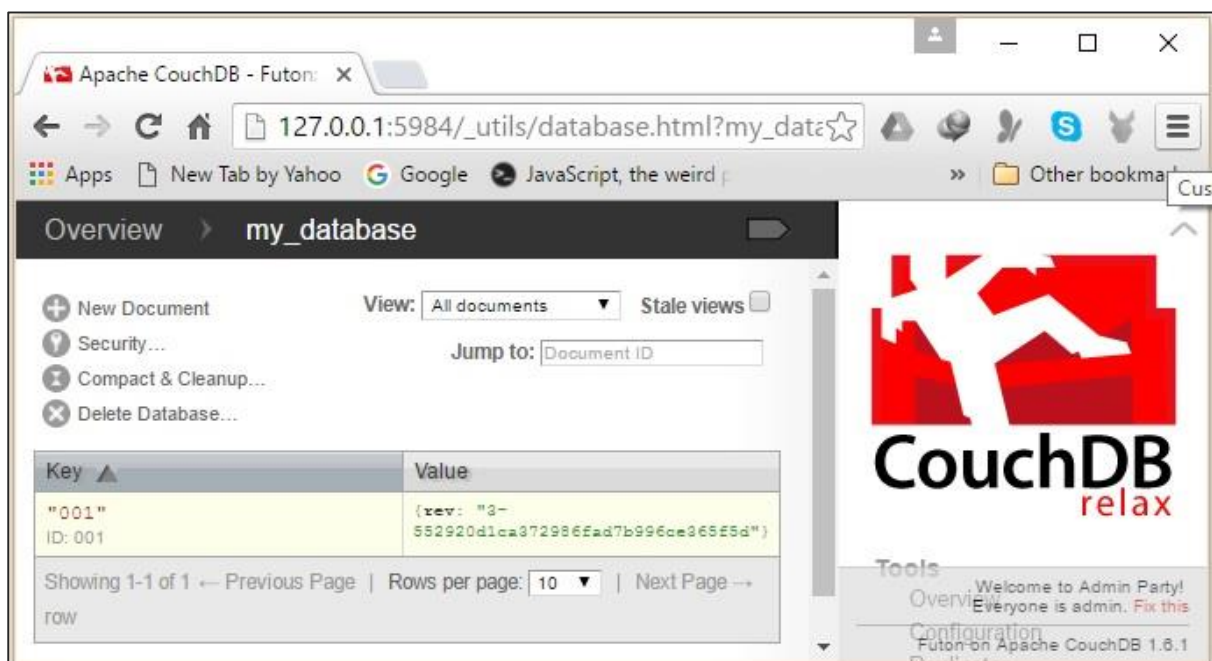 Apache CouchDB - Futon:
127.0.0.1:5984/_utils/database.html?my_data
Apps New Tab by Yahoo Google JavaScript, the weird p » Other bookmar
Cus
Overview my_database
New Document
Security...
Compact & Cleanup...
Delete Database...
View: All documents Stale views
Jump to: Document ID
Key Value
"001" {rev: "3-
ID: 001 552920d1ca372986fad7b996ce365f5d"}
Showing 1-1 of 1 ← Previous Page | Rows per page: 10 | Next Page →
row
CouchDB
relax
Tools
Overview
Welcome to Admin Party!
Everyone is admin. Fix this
Configuration
Futon on Apache CouchDB 1.6.1